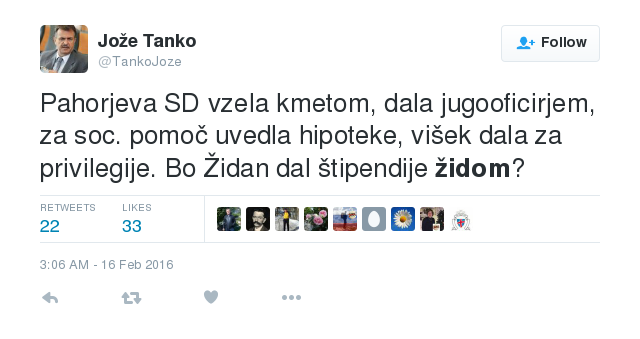 Jože Tanko
@TankoJoze
Follow
Pahorjeva SD vzela kmetom, dala jugooficirjem,
za soc. pomoč uvedla hipoteke, višek dala za
privilegije. Bo Židan dal štipendije židom?
RETWEETS
22
LIKES
33
3:06 AM - 16 Feb 2016